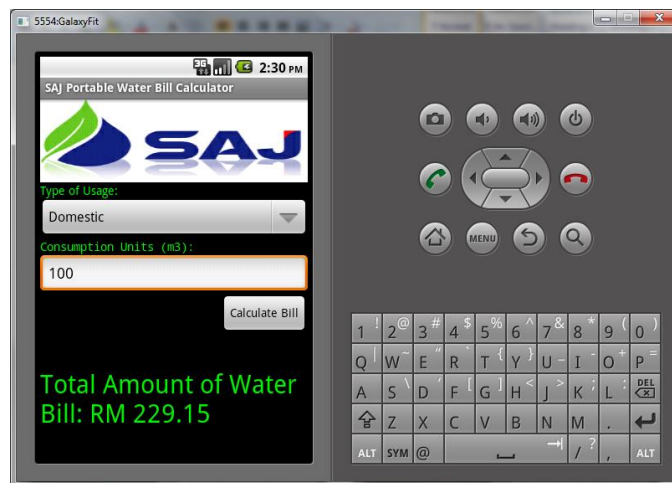 5554:GalaxyFit
3G 2:30 PM
SAJ Portable Water Bill Calculator
SAJ
Type of Usage:
Domestic
Consumption Units (m3):
100
Calculate Bill
Total Amount of Water
Bill: RM 229.15
MENU
1 ! 2 @ 3 # 4 $ 5 % 6 ^ 7 & 8 * 9 ( 0 )
Q | W ~ E " R ` T { Y } U - I - O + P =
A S \ D ' F [ G ] H < J > K ; L : DEL
Z X C V B N M .
ALT SYM @ / ? , ALT